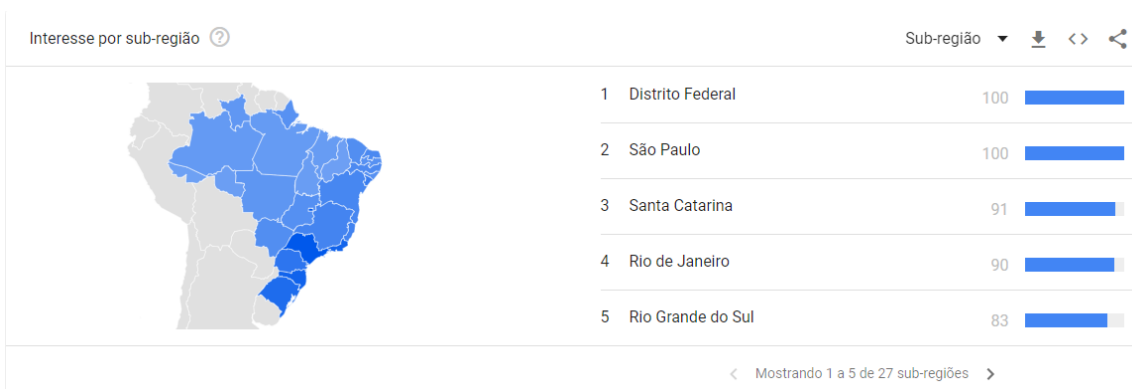 Interesse por sub-região ?
Sub-região
1 Distrito Federal 100
2 São Paulo 100
3 Santa Catarina 91
4 Rio de Janeiro 90
5 Rio Grande do Sul 83
Mostrando 1 a 5 de 27 sub-regiões